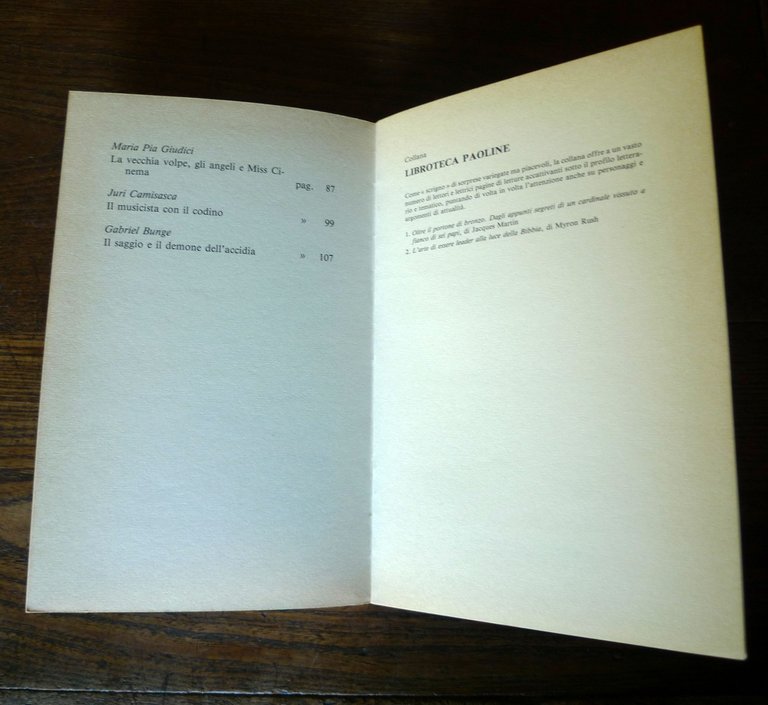 Maria Pia Giudici
La vecchia volpe, gli angeli e Miss Ci-
nema pag. 87
Juri Camisasca
Il musicista con il codino » 99
Gabriel Bunge
Il saggio e il demone dell'accidia » 107
Collana
LIBROTECA PAOLINE
Come « scrigno » di sorprese variegate ma piacevoli, la collana offre a un vasto
numero di lettori e lettrici pagine di letture accattivanti sotto il profilo lettera-
rio e tematico, puntando di volta in volta l'attenzione anche su personaggi e
argomenti di attualità.
1. Oltre il portone di bronzo. Dagli appunti segreti di un cardinale vissuto a
fianco di sei papi, di Jacques Martin
2. L'arte di essere leader alla luce della Bibbia, di Myron Rush